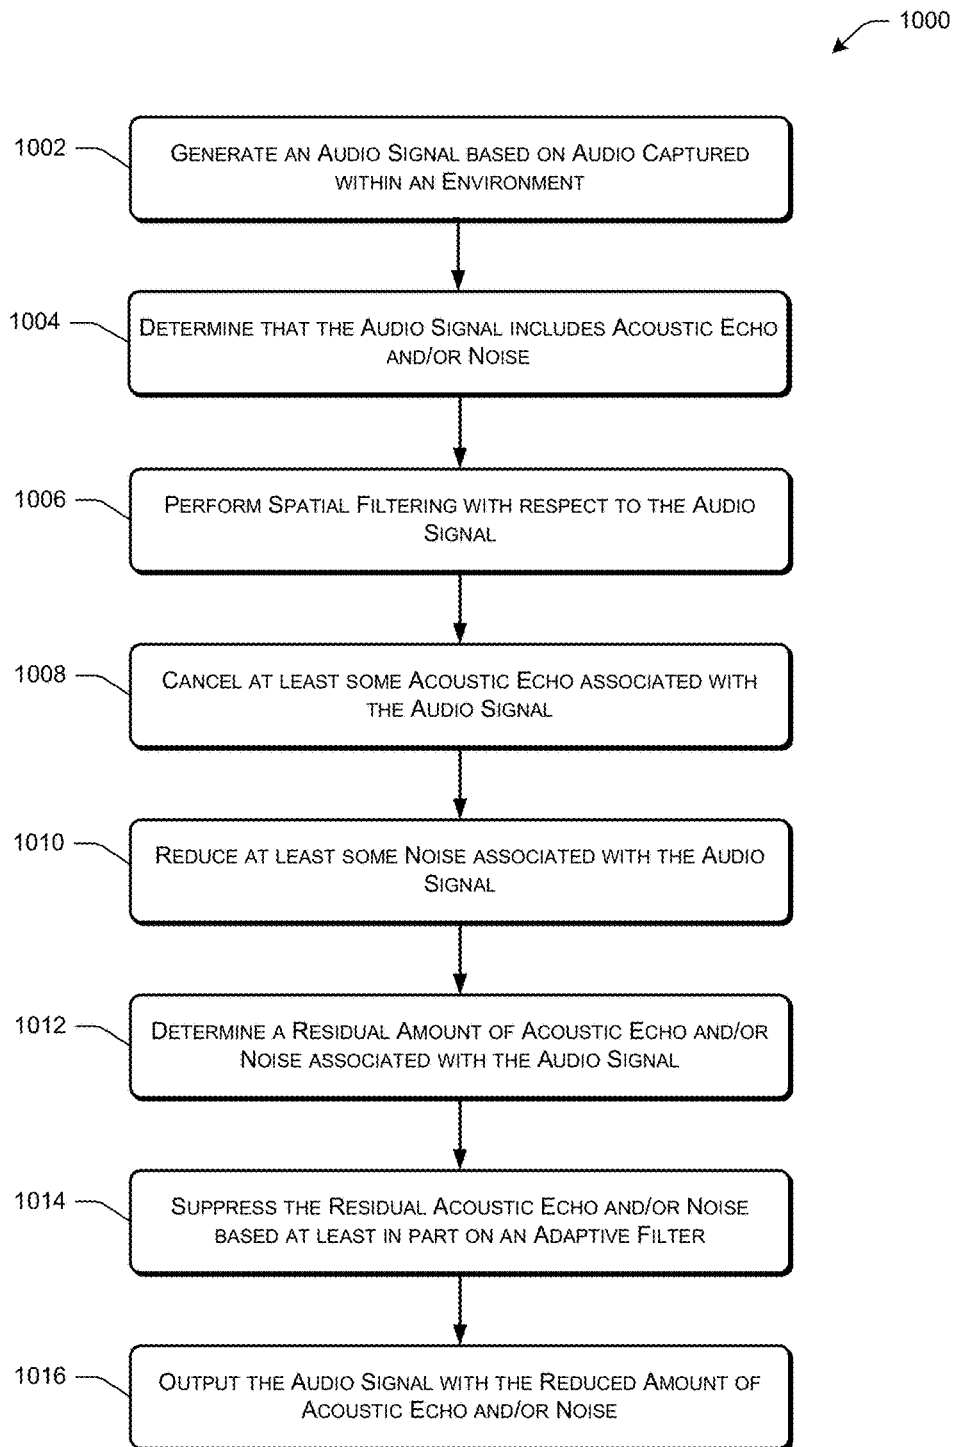 1000
1002
GENERATE AN AUDIO SIGNAL BASED ON AUDIO CAPTURED
WITHIN AN ENVIRONMENT
1004
DETERMINE THAT THE AUDIO SIGNAL INCLUDES ACOUSTIC ECHO
AND/OR NOISE
1006
PERFORM SPATIAL FILTERING WITH RESPECT TO THE AUDIO
SIGNAL
1008
CANCEL AT LEAST SOME ACOUSTIC ECHO ASSOCIATED WITH
THE AUDIO SIGNAL
1010
REDUCE AT LEAST SOME NOISE ASSOCIATED WITH THE AUDIO
SIGNAL
1012
DETERMINE A RESIDUAL AMOUNT OF ACOUSTIC ECHO AND/OR
NOISE ASSOCIATED WITH THE AUDIO SIGNAL
1014
SUPPRESS THE RESIDUAL ACOUSTIC ECHO AND/OR NOISE
BASED AT LEAST IN PART ON AN ADAPTIVE FILTER
1016
OUTPUT THE AUDIO SIGNAL WITH THE REDUCED AMOUNT OF
ACOUSTIC ECHO AND/OR NOISE